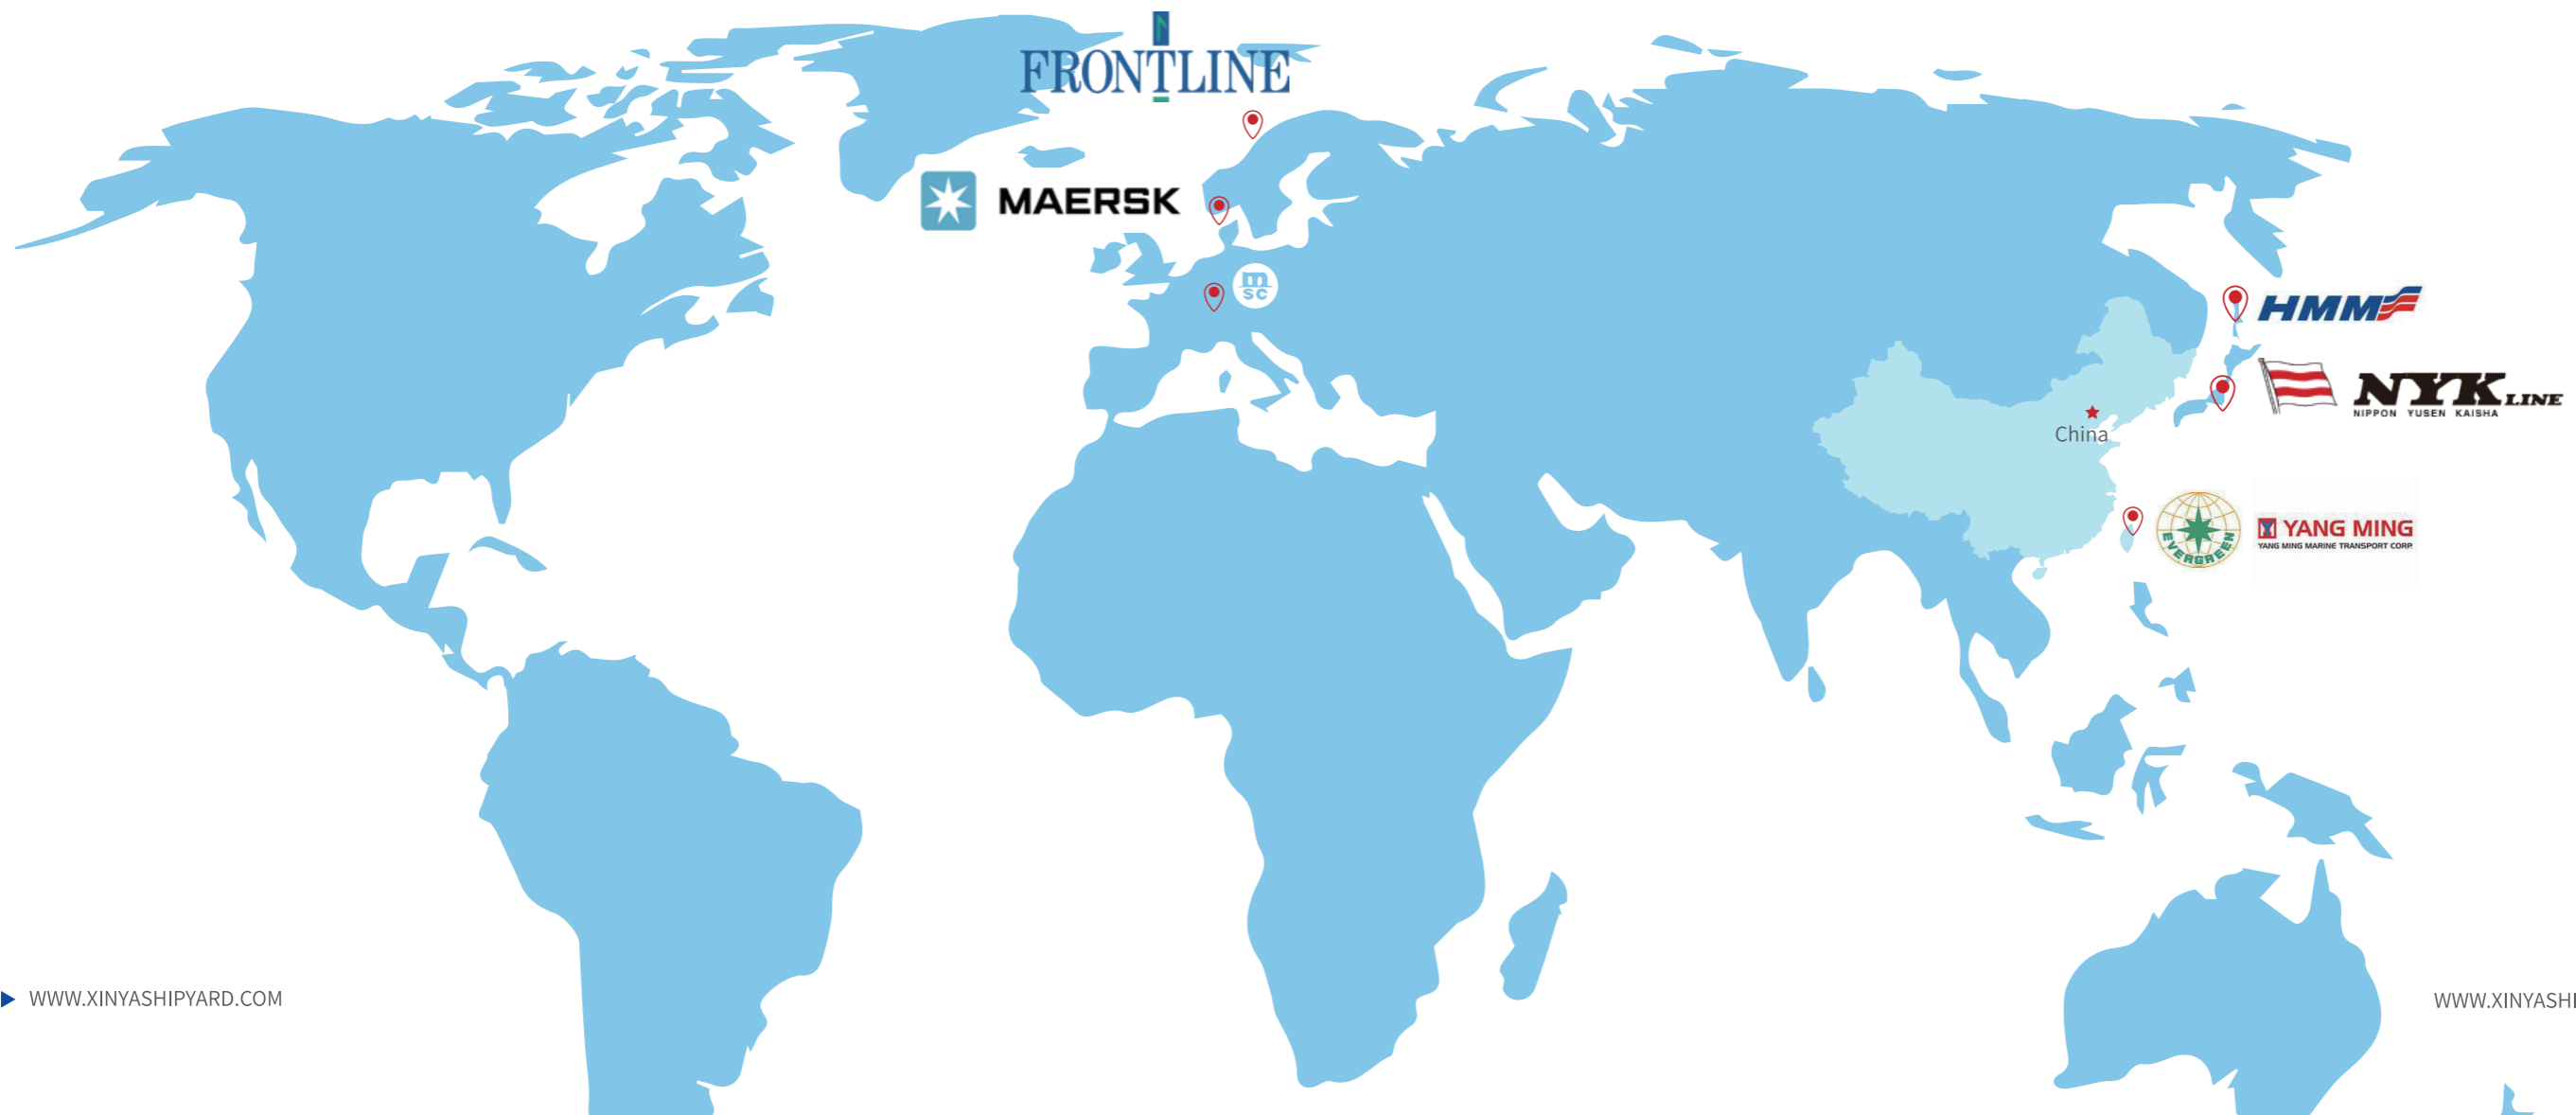 FRONTLINE
MAERSK
m
sc
HMM
NYK LINE
NIPPON YUSEN KAISHA
China
EVERGREEN
YANG MING
YANG MING MARINE TRANSPORT CORP.
WWW.XINYASHIPYARD.COM
WWW.XINYASHI